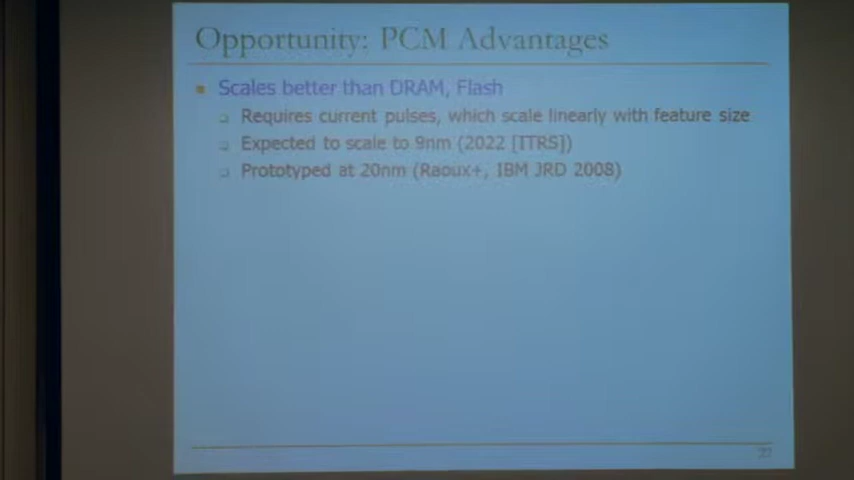 Opportunity: PCM Advantages
Scales better than DRAM, Flash
Requires current pulses, which scale linearly with feature size
Expected to scale to 9nm (2022 [ITRS])
Prototyped at 20nm (Raoux+, IBM JRD 2008)